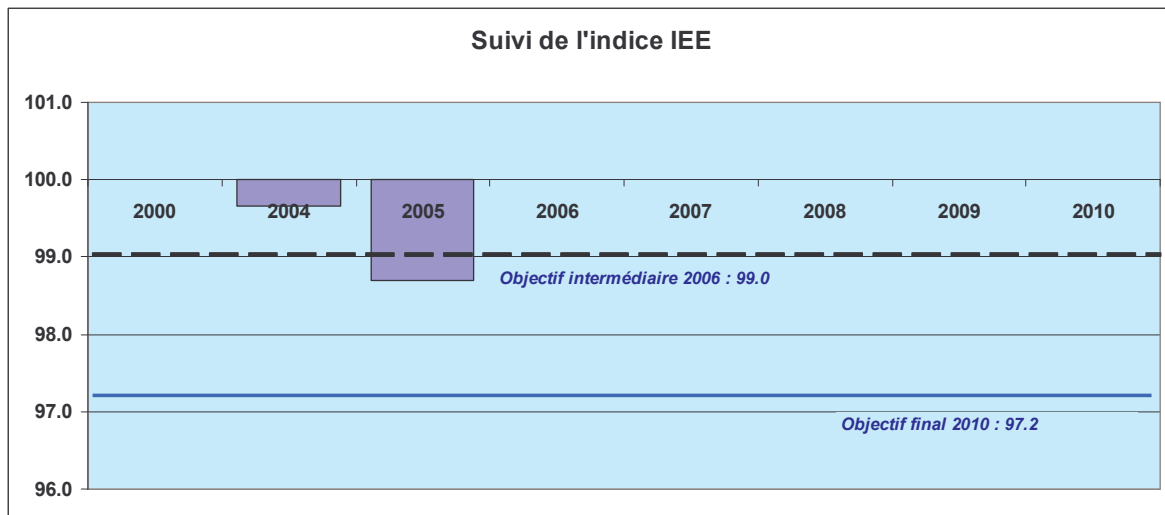 Suivi de l'indice IEE
101.0
100.0
2000 2004 2005 2006 2007 2008 2009 2010
99.0
Objectif intermédiaire 2006 : 99.0
98.0
97.0
Objectif final 2010 : 97.2
96.0